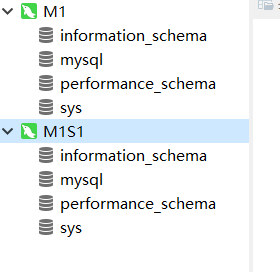 M1
information_schema
mysql
performance_schema
sys
M1S1
information_schema
mysql
performance_schema
sys